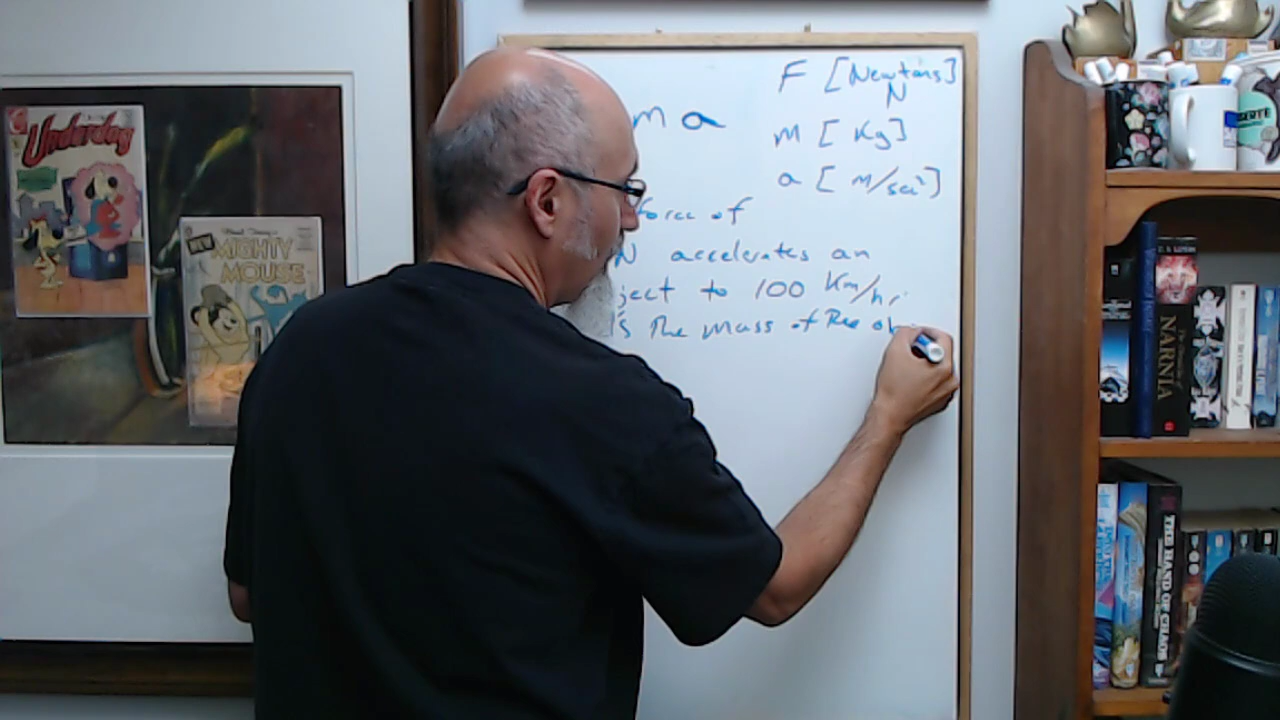 Underdog
NEW
MIGHTY
MOUSE
F [Newtons]
N
m a
m [Kg]
a [m/sec²]
force of
N accelerates an
ject to 100 Km/hr
is The mass of The ob
NARNIA
THE HAND OF CHAOS